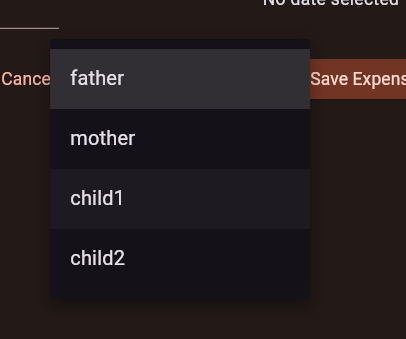 No date selected
Cance
father
Save Expens
mother
child1
child2